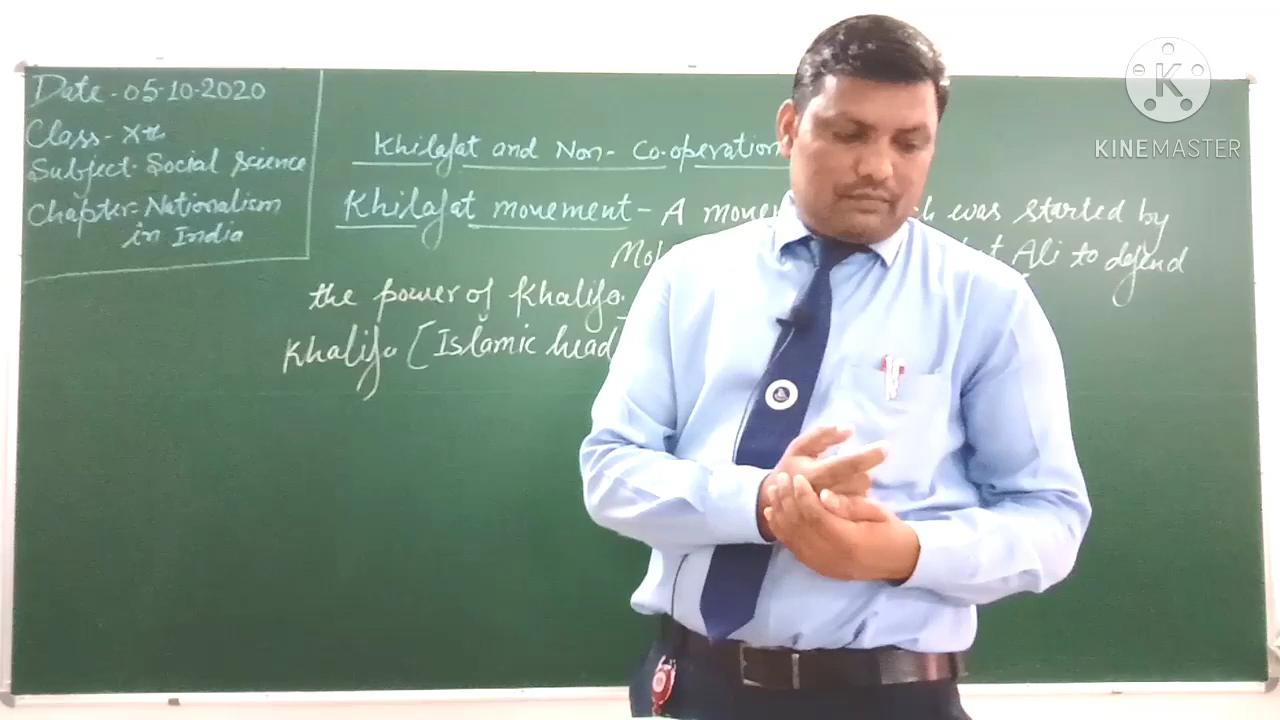 Date - 05-10-2020
Class - Xth
Subject - Social science
Chapter - Nationalism
in India
Khilafat and Non- Co-operation
Khilafat movement - A was started by
Ali to defend
the power of Khalifa.
Khalifa [Islamic head
KINEMASTER